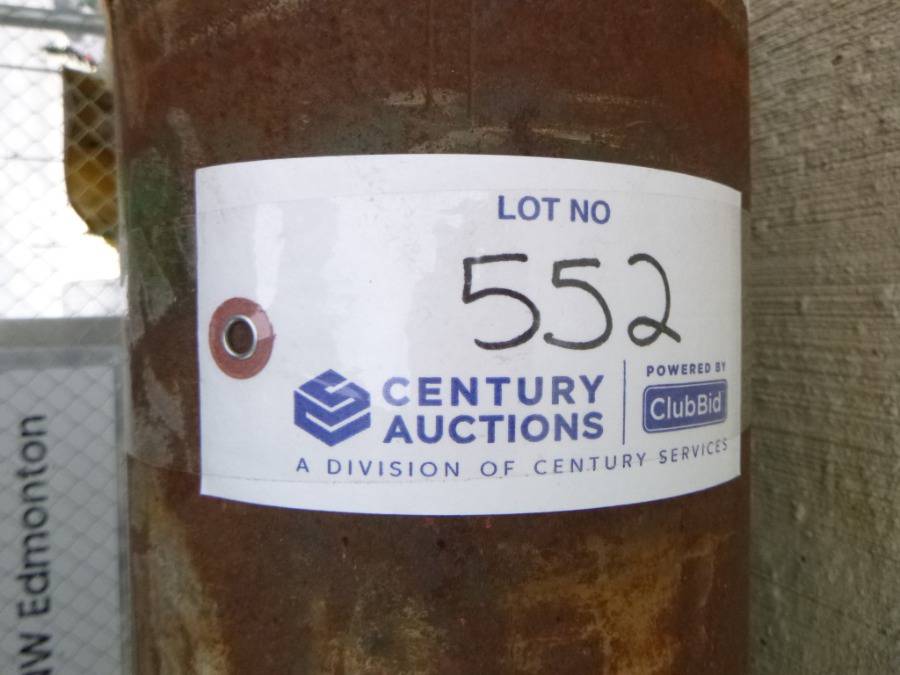 LOT NO
552
CENTURY
AUCTIONS
POWERED BY
ClubBid
A DIVISION OF CENTURY SERVICES
W Edmonton